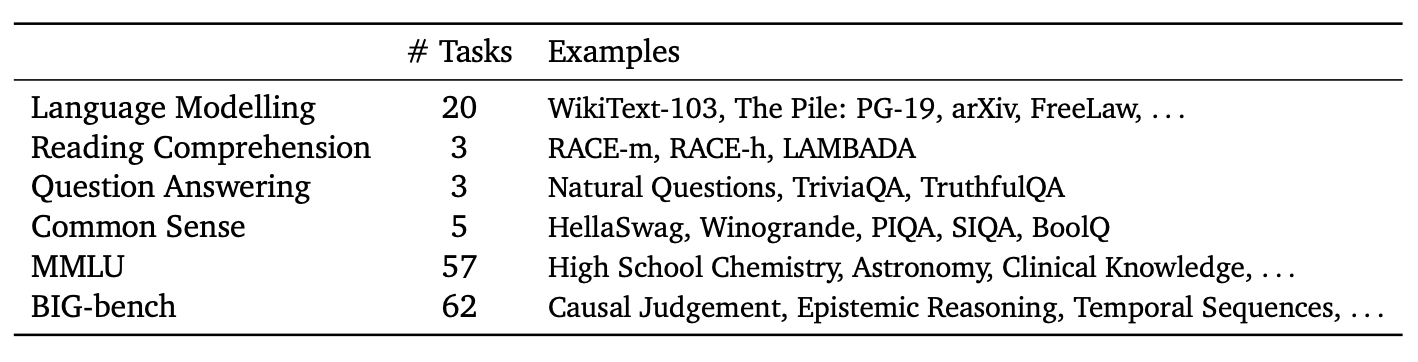 # Tasks Examples
Language Modelling 20 WikiText-103, The Pile: PG-19, arXiv, FreeLaw, ...
Reading Comprehension 3 RACE-m, RACE-h, LAMBADA
Question Answering 3 Natural Questions, TriviaQA, TruthfulQA
Common Sense 5 HellaSwag, Winogrande, PIQA, SIQA, BoolQ
MMLU 57 High School Chemistry, Astronomy, Clinical Knowledge, ...
BIG-bench 62 Causal Judgement, Epistemic Reasoning, Temporal Sequences, ...